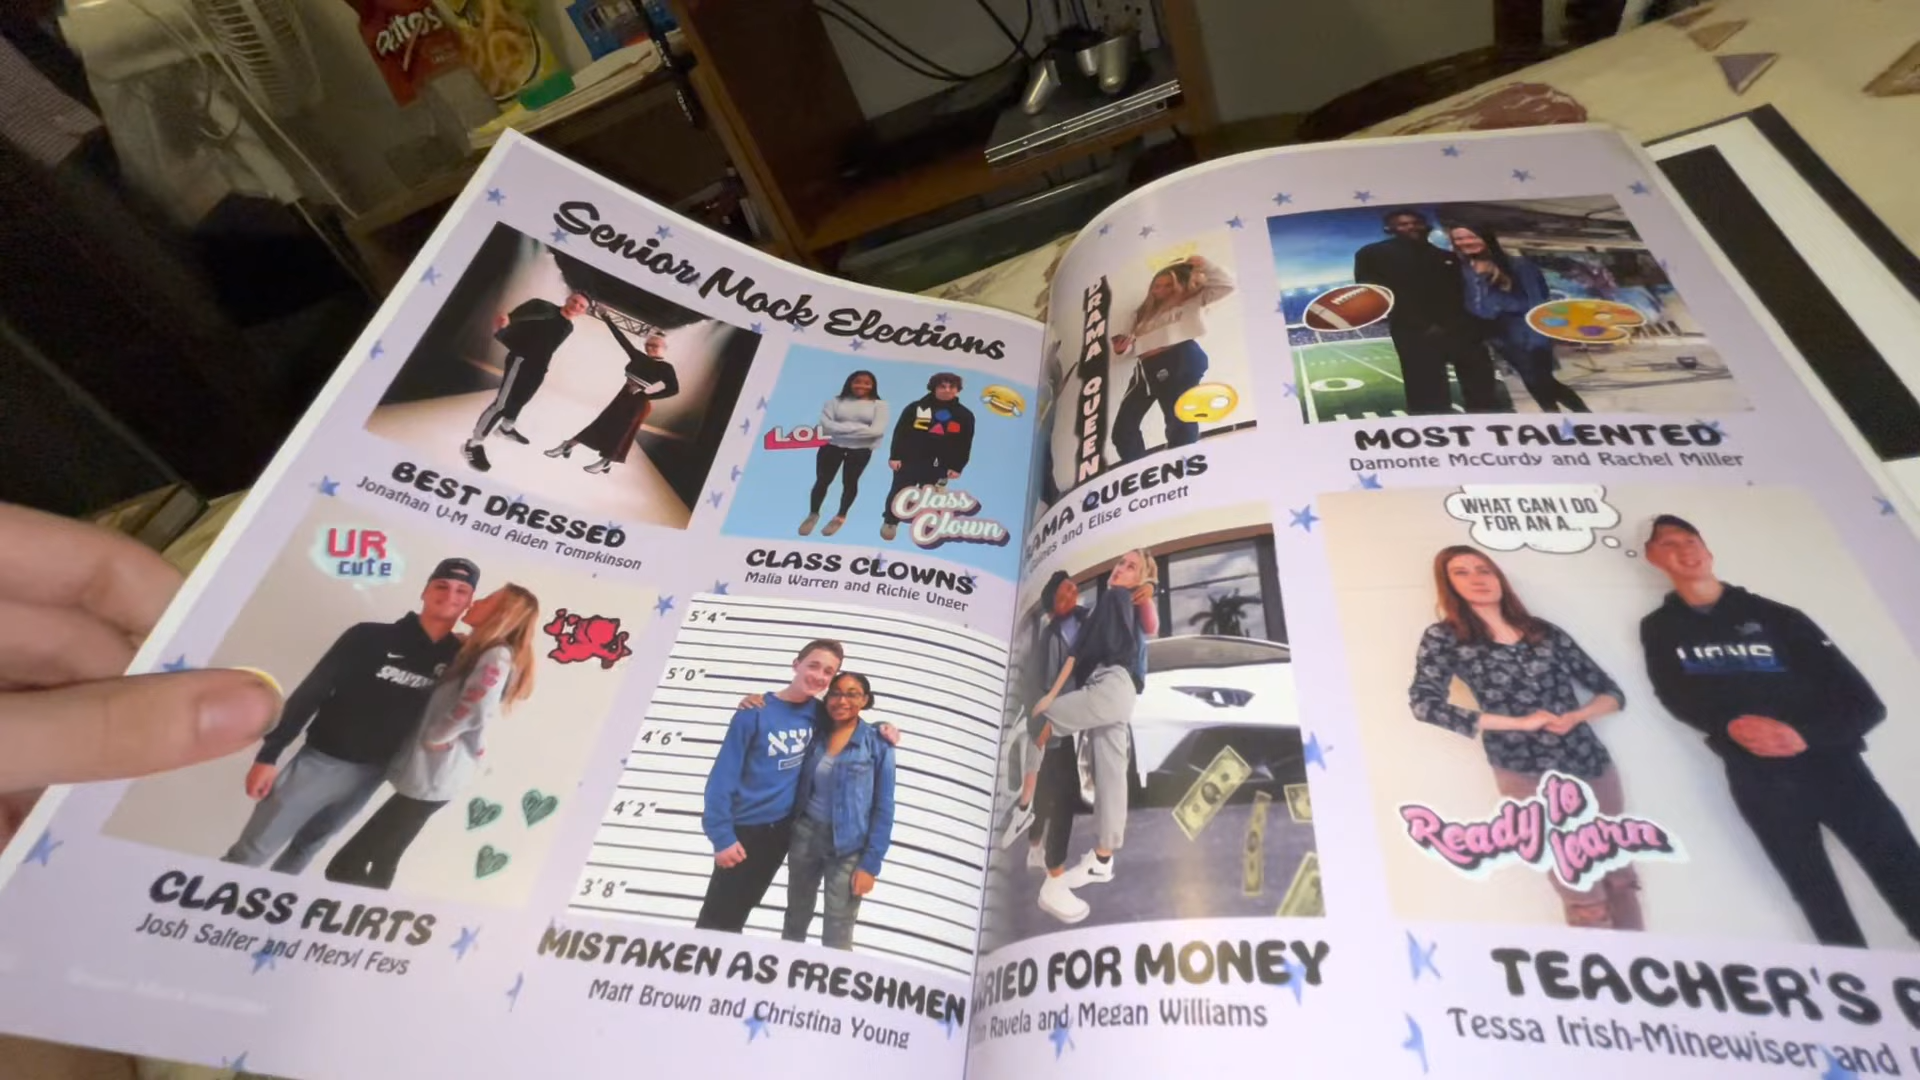 Senior Mock Elections
BEST DRESSED
Jonathan U-M and Aiden Tompkinson
LOL
Class
Clown
CLASS CLOWNS
Malia Warren and Richie Unger
UR
cute
CLASS FLIRTS
Josh Salter and Meryl Feys
5'4"
5'0"
4'6"
4'2"
3'8"
MISTAKEN AS FRESHMEN
Matt Brown and Christina Young
DRAMA QUEEN
QUEENS
and Elise Cornett
MOST TALENTED
Damonte McCurdy and Rachel Miller
FOR MONEY
Ravela and Megan Williams
WHAT CAN I DO
FOR AN A...
LIONS
Ready to
learn
TEACHER'S
Tessa Irish-Minewiser and